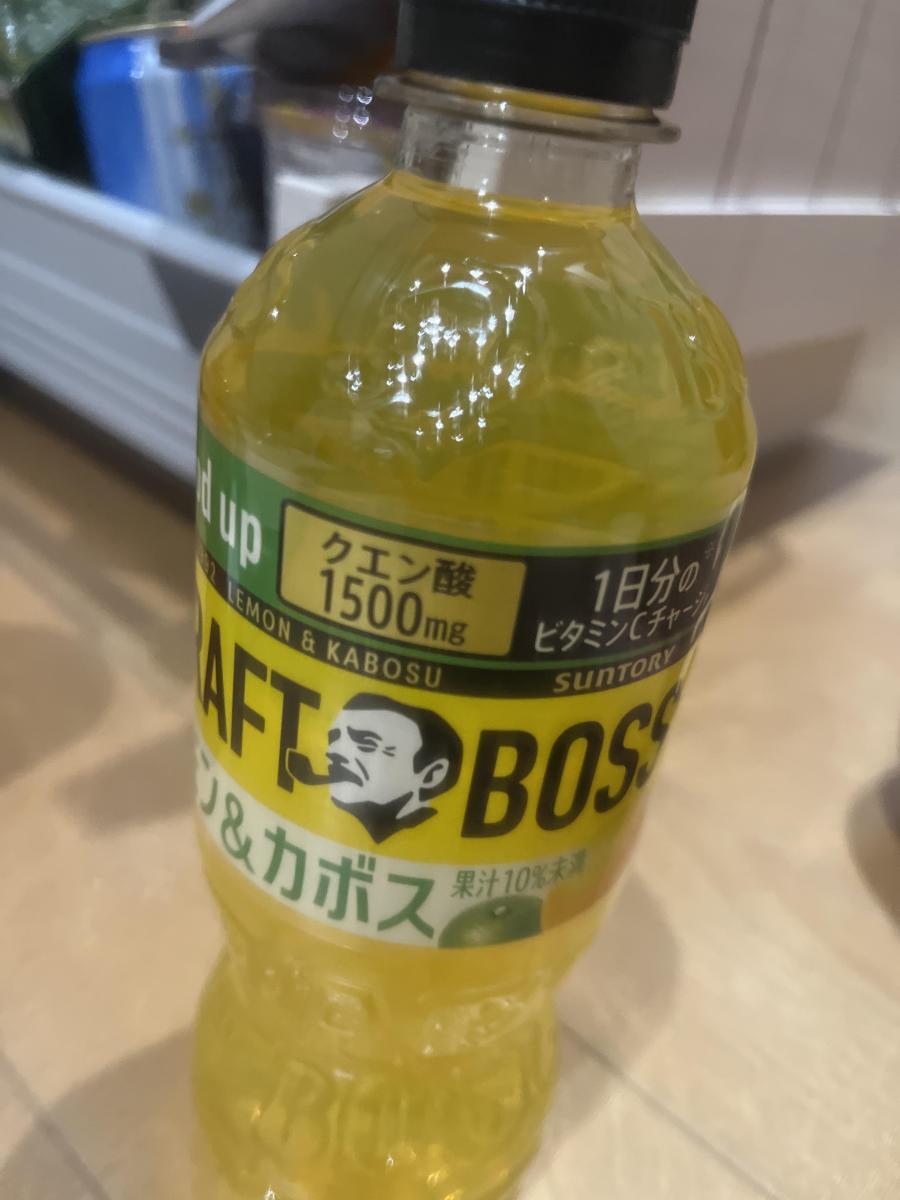 up
クエン酸
1500mg
1日分の
ビタミンCチャージ
LEMON & KABOSU
SUNTORY
RAFT BOSS
ン&カボス
果汁10%未満
BOSS